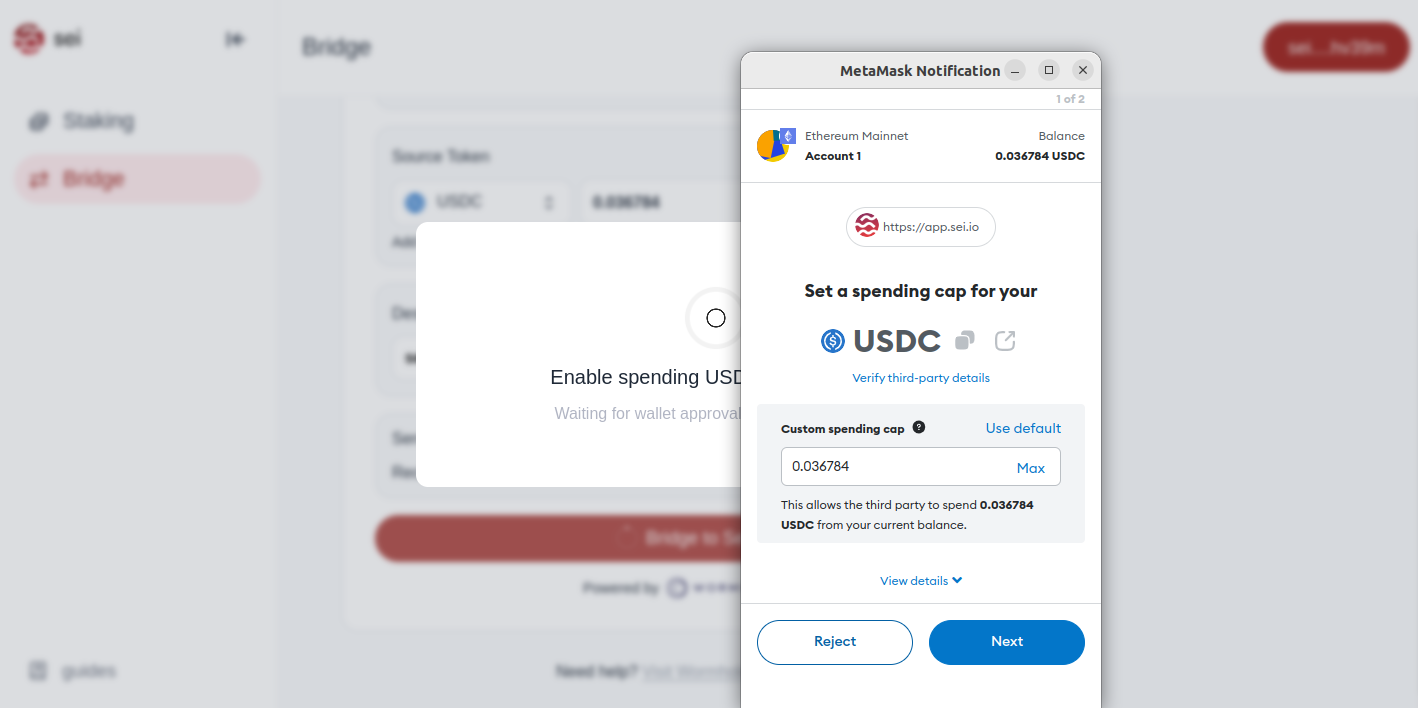 sei
Staking
Bridge
guides
Bridge
sei...hv39m
Source Token
USDC
0.036784
Enable spending USD
Waiting for wallet approval
Bridge to Se
Powered by
Need help? Visit Wormho
MetaMask Notification
1 of 2
Ethereum Mainnet
Balance
Account 1
0.036784 USDC
https://app.sei.io
Set a spending cap for your
USDC
Verify third-party details
Custom spending cap
Use default
0.036784
Max
This allows the third party to spend 0.036784
USDC from your current balance.
View details
Reject
Next